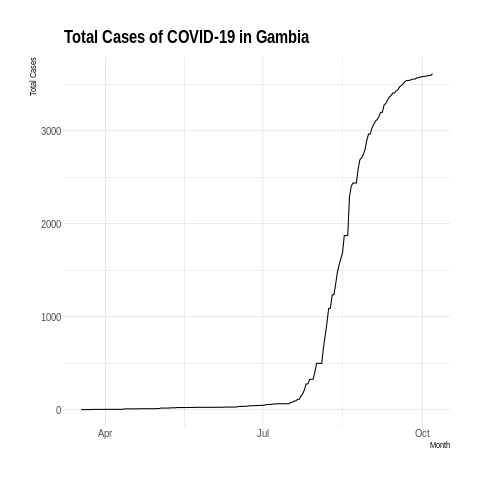 Total Cases of COVID-19 in Gambia
Total Cases
3000
2000
1000
0
Apr Jul Oct
Month